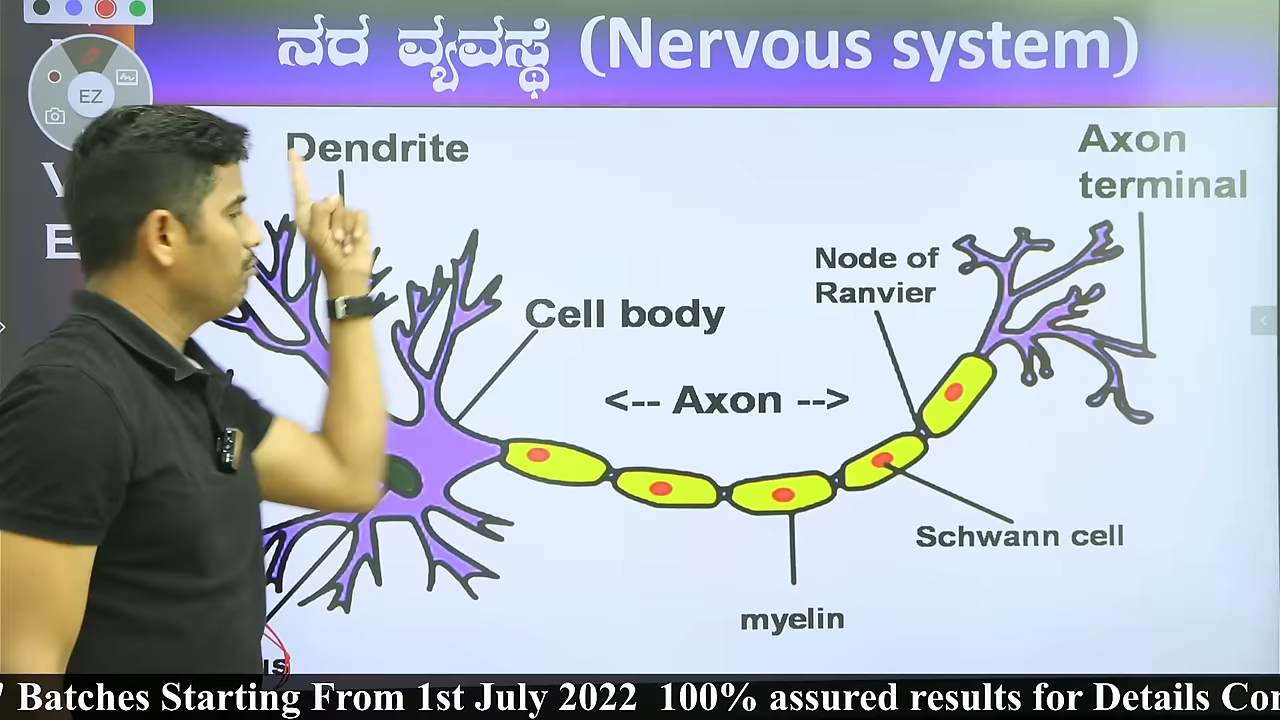 ನರ ವ್ಯವಸ್ಥೆ (Nervous system)
EZ
Dendrite
Axon
terminal
Node of
Ranvier
Cell body
<-- Axon -->
Schwann cell
myelin
Batches Starting From 1st July 2022 100% assured results for Details